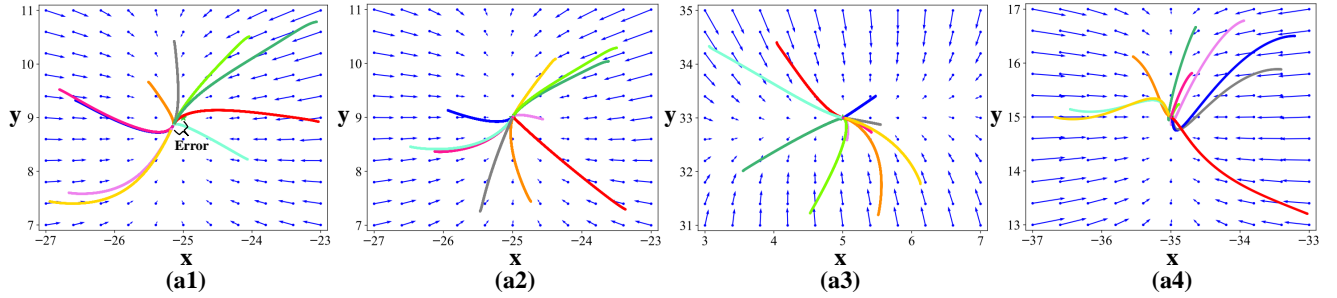 11 11 35 17
10 10 34 16
y 9 y 9 y 33 y 15
Error
8 8 32 14
7 7 31 13
−27 −26 −25 −24 −23 −27 −26 −25 −24 −23 3 4 5 6 7 −37 −36 −35 −34 −33
x x x x
(a1) (a2) (a3) (a4)